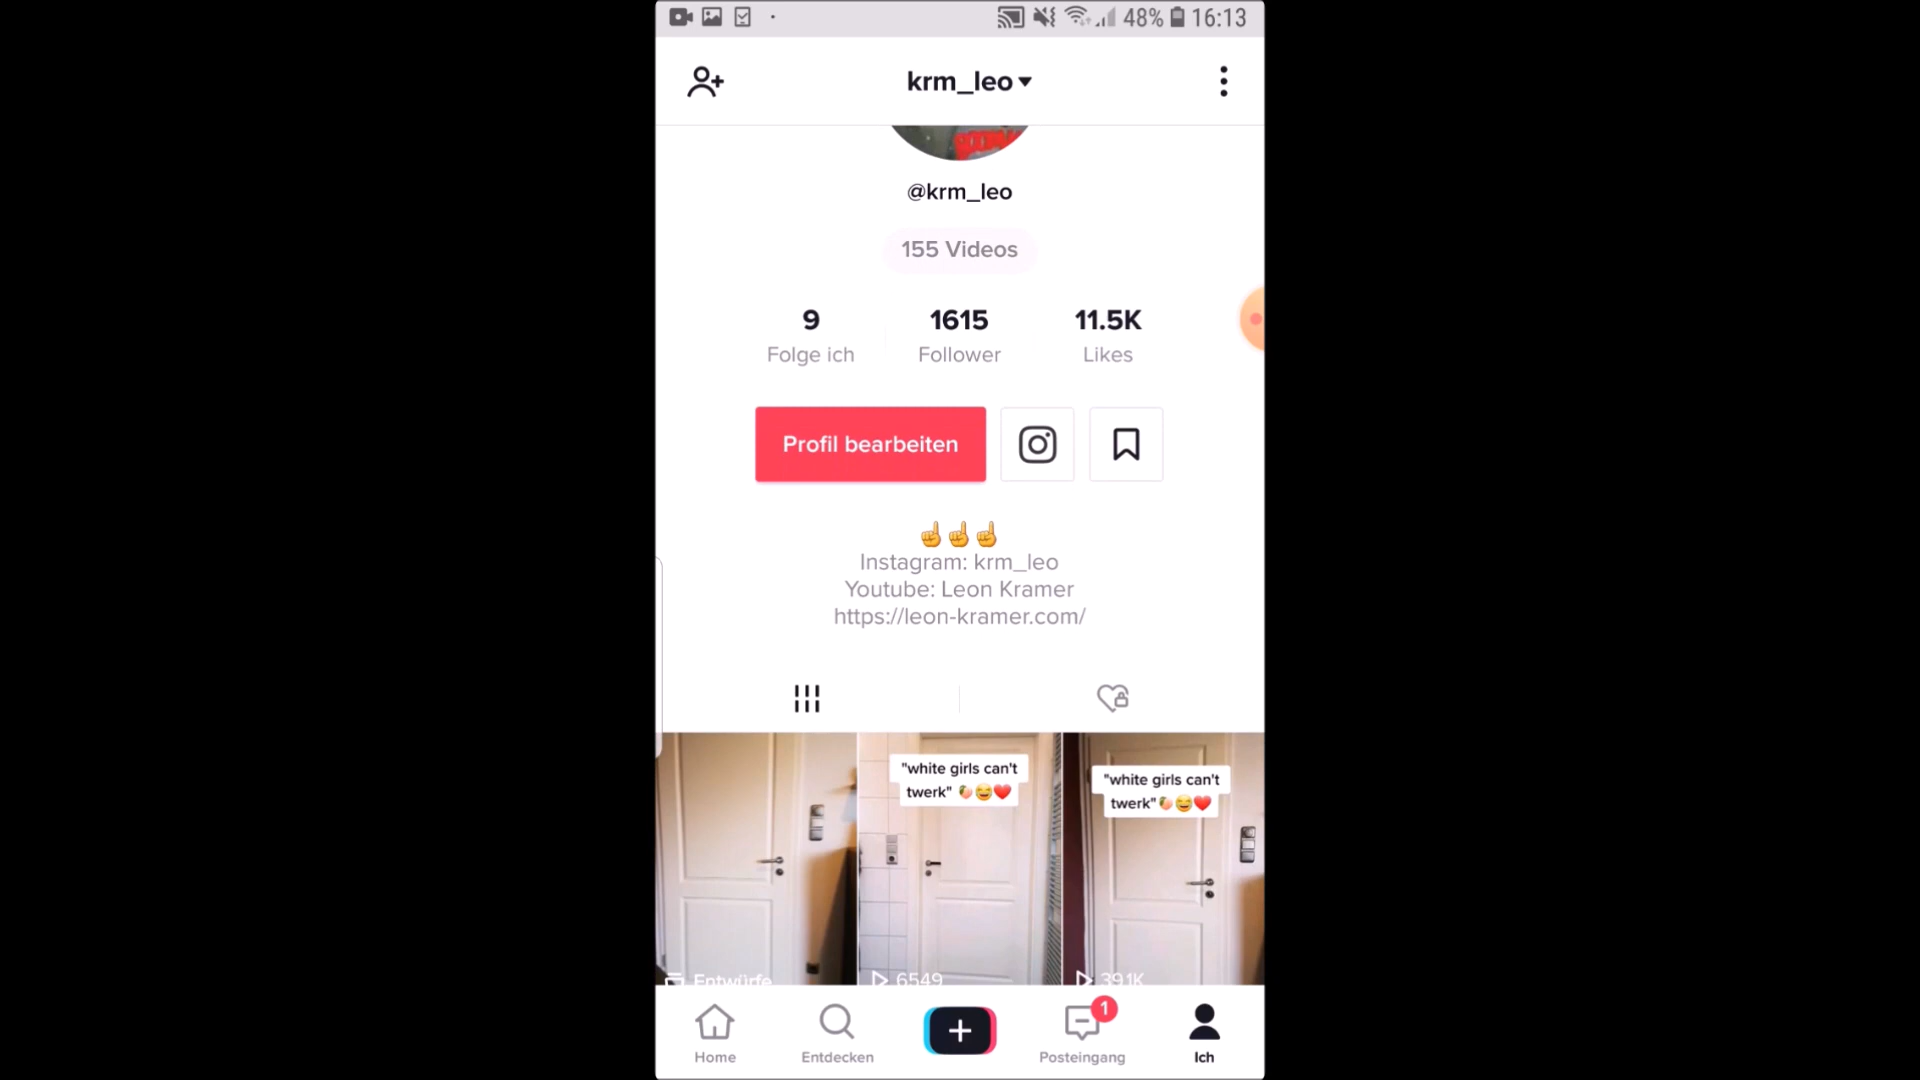 48% 16:13
krm_leo
@krm_leo
155 Videos
9 1615 11.5K
Folge ich Follower Likes
Profil bearbeiten
☝☝☝
Instagram: krm_leo
Youtube: Leon Kramer
https://leon-kramer.com/
"white girls can't
twerk" 🍑😂❤️
"white girls can't
twerk"🍑😂❤️
Entwürfe 6549 39.1K
1
Home Entdecken Posteingang Ich